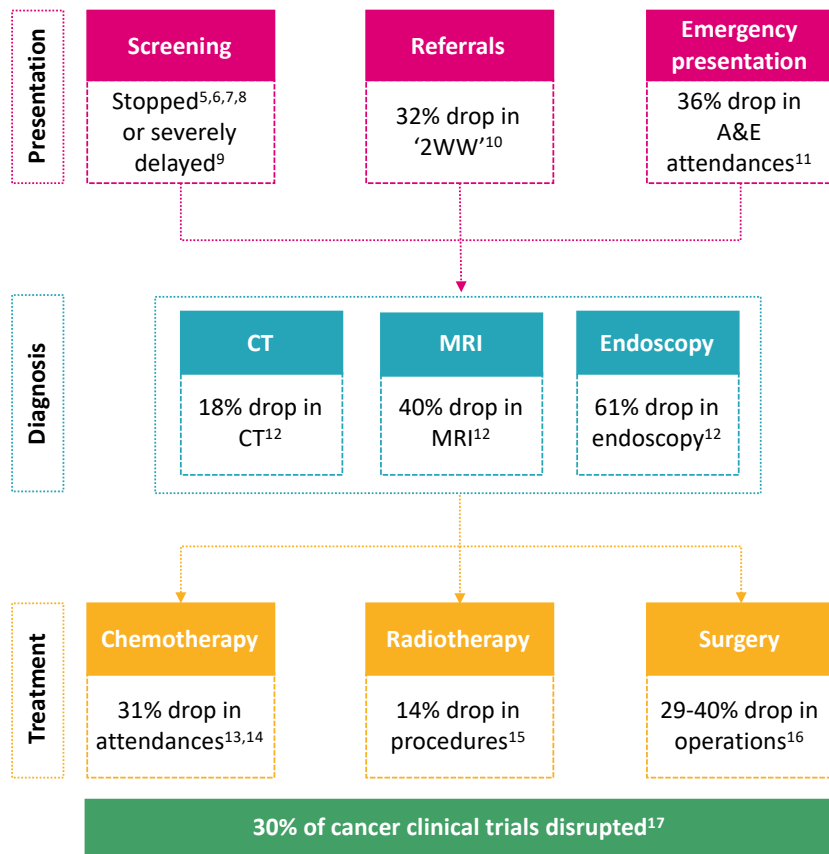 Presentation
Screening
Stopped5,6,7,8
or severely
delayed9
Referrals
32% drop in
‘2WW’10
Emergency
presentation
36% drop in
A&E
attendances11
Diagnosis
CT
18% drop in
CT12
MRI
40% drop in
MRI12
Endoscopy
61% drop in
endoscopy12
Treatment
Chemotherapy
31% drop in
attendances13,14
Radiotherapy
14% drop in
procedures15
Surgery
29-40% drop in
operations16
30% of cancer clinical trials disrupted17